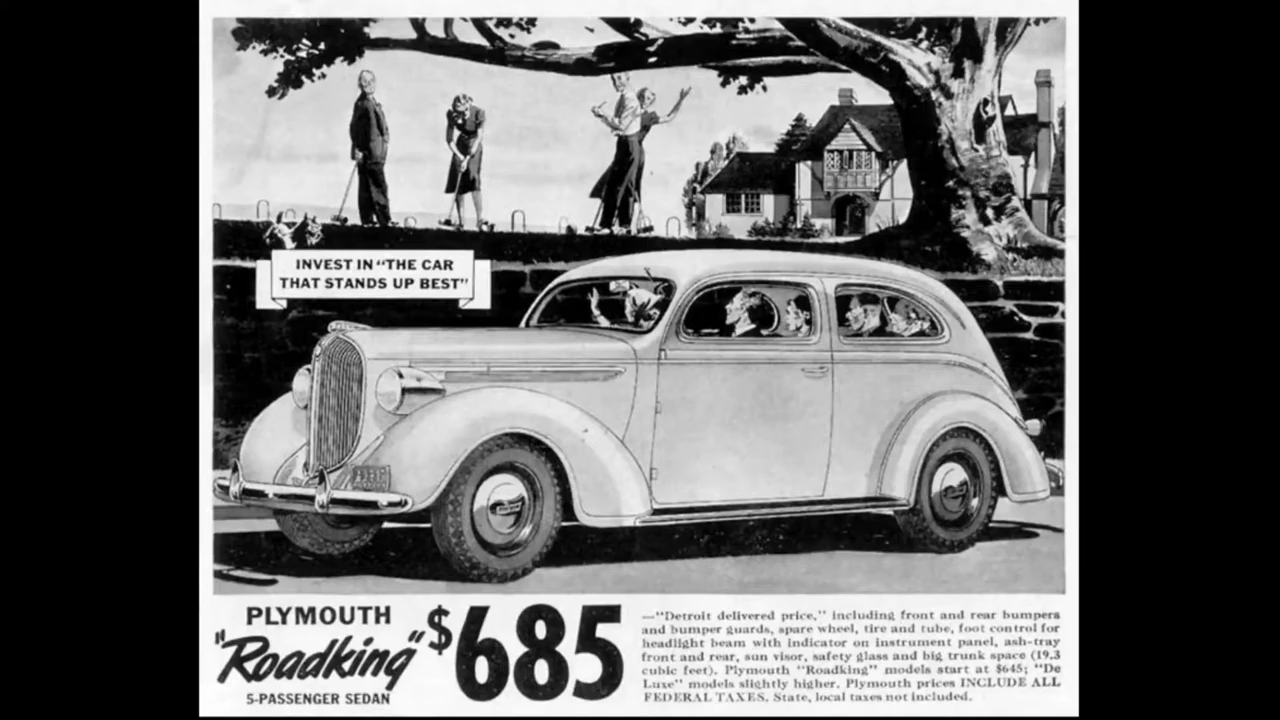 INVEST IN "THE CAR
THAT STANDS UP BEST"
PLYMOUTH
"Roadking"
5-PASSENGER SEDAN
$685
—"Detroit delivered price," including front and rear bumpers
and bumper guards, spare wheel, tire and tube, foot control for
headlight beam with indicator on instrument panel, ash-tray
front and rear, sun visor, safety glass and big trunk space (19.3
cubic feet). Plymouth "Roadking" models start at $645; "De
Luxe" models slightly higher. Plymouth prices INCLUDE ALL
FEDERAL TAXES. State, local taxes not included.